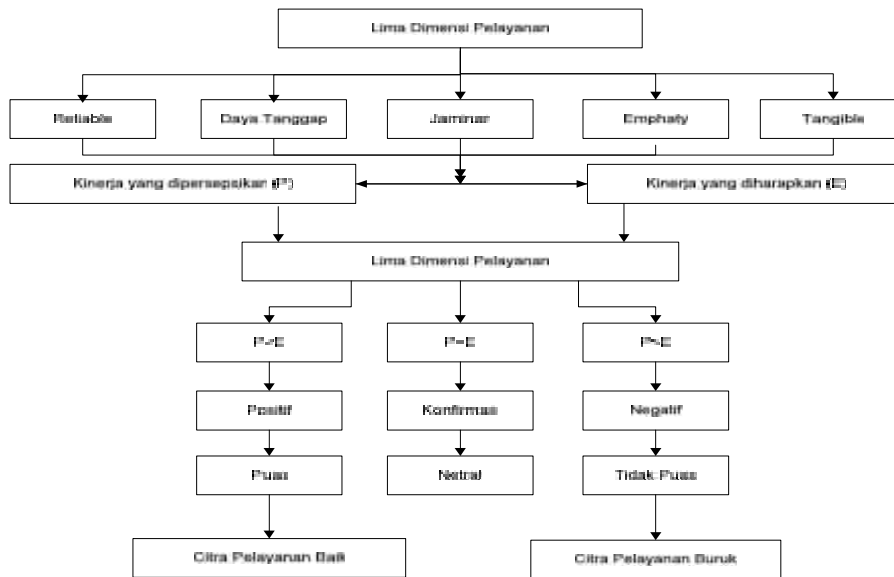 Lima Dimensi Pelayanan
Reliable
Daya Tanggap
Jaminan
Emphaty
Tangible
Kinerja yang dipersepsikan (P)
Kinerja yang diharapkan (E)
Lima Dimensi Pelayanan
P=E
Positif
Konfirmas
Negatif
Puas
Netral
Tidak Puas
Citra Pelayanan Baik
Citra Pelayanan Buruk